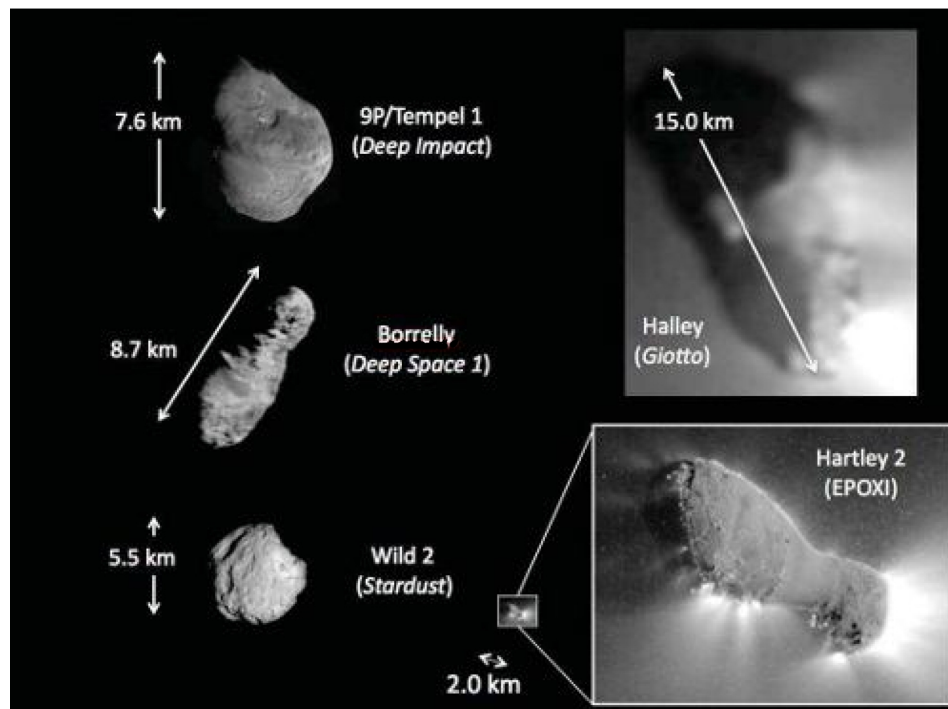 7.6 km
9P/Tempel 1
(Deep Impact)
15.0 km
Halley
(Giotto)
8.7 km
Borrelly
(Deep Space 1)
Hartley 2
(EPOXI)
5.5 km
Wild 2
(Stardust)
2.0 km